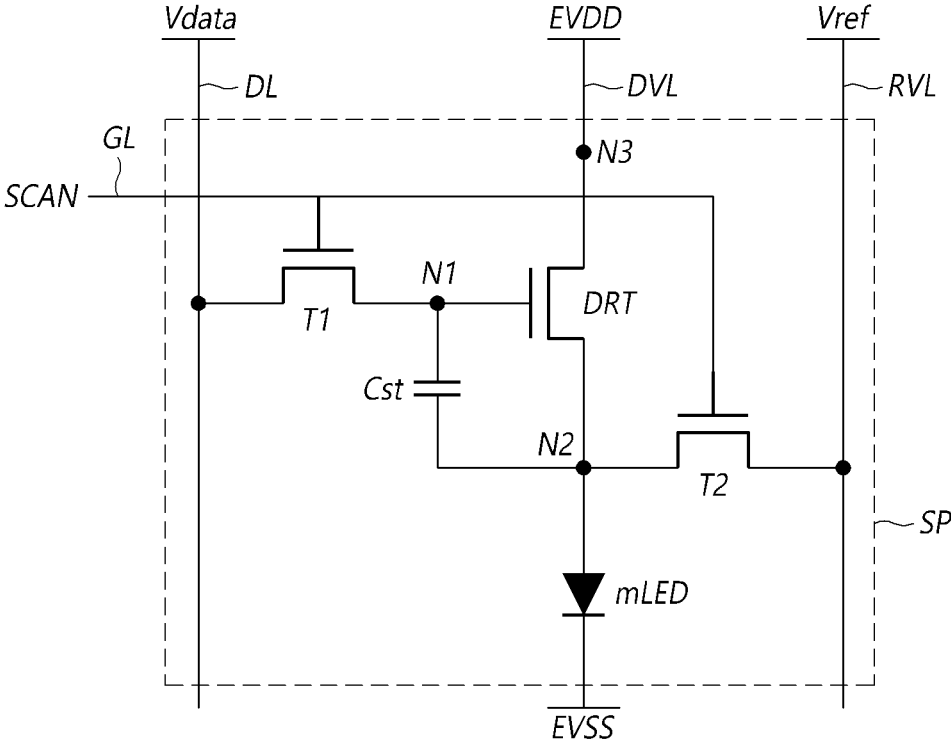 Vdata
EVDD
Vref
DL
DVL
RVL
GL
N3
SCAN
N1
DRT
T1
Cst
N2
T2
SP
mLED
EVSS